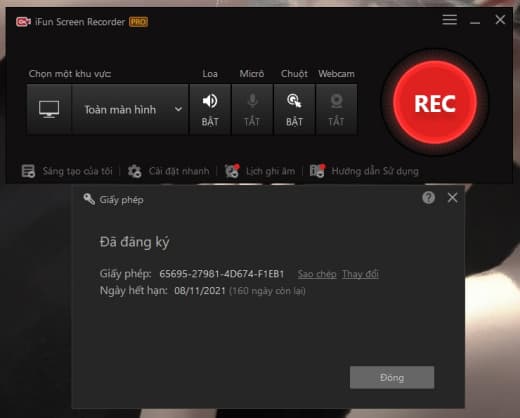 iFun Screen Recorder PRO
Chọn một khu vực: Loa Micrô Chuột Webcam
Toàn màn hình BẬT TẮT BẬT TẮT REC
Sáng tạo của tôi Cài đặt nhanh Lịch ghi âm Hướng dẫn Sử dụng
Giấy phép
Đã đăng ký
Giấy phép: 65695-27981-4D674-F1EB1 Sao chép Thay đổi
Ngày hết hạn: 08/11/2021 (160 ngày còn lại)
Đóng